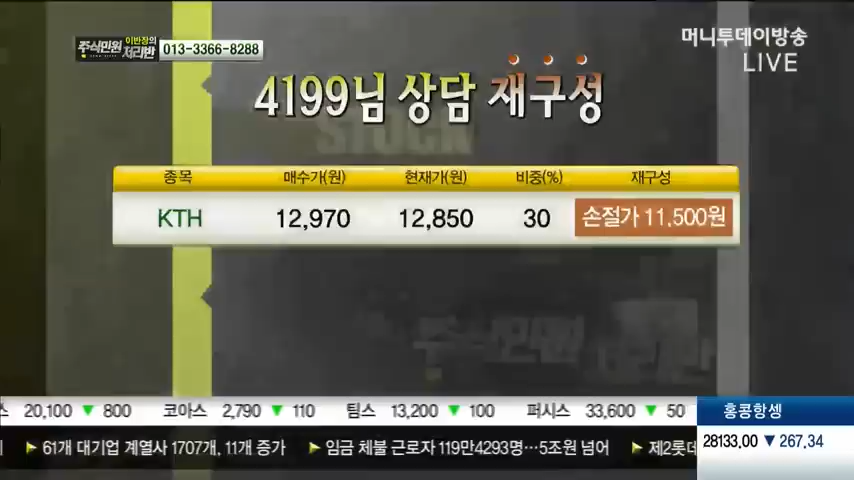 주식민원 이반장의 처리반 013-3366-8288
머니투데이방송
LIVE
4199님 상담 재구성
STOCK
종목 매수가(원) 현재가(원) 비중(%) 재구성
KTH 12,970 12,850 30 손절가 11,500원
주식민원
스 20,100 ▼ 800 코아스 2,790 ▼ 110 팀스 13,200 ▼ 100 퍼시스 33,600 ▼ 50 홍콩항셍
▶ 61개 대기업 계열사 1707개, 11개 증가 ▶ 임금 체불 근로자 119만4293명…5조원 넘어 ▶ 제2롯데 28133,00 ▼ 267,34